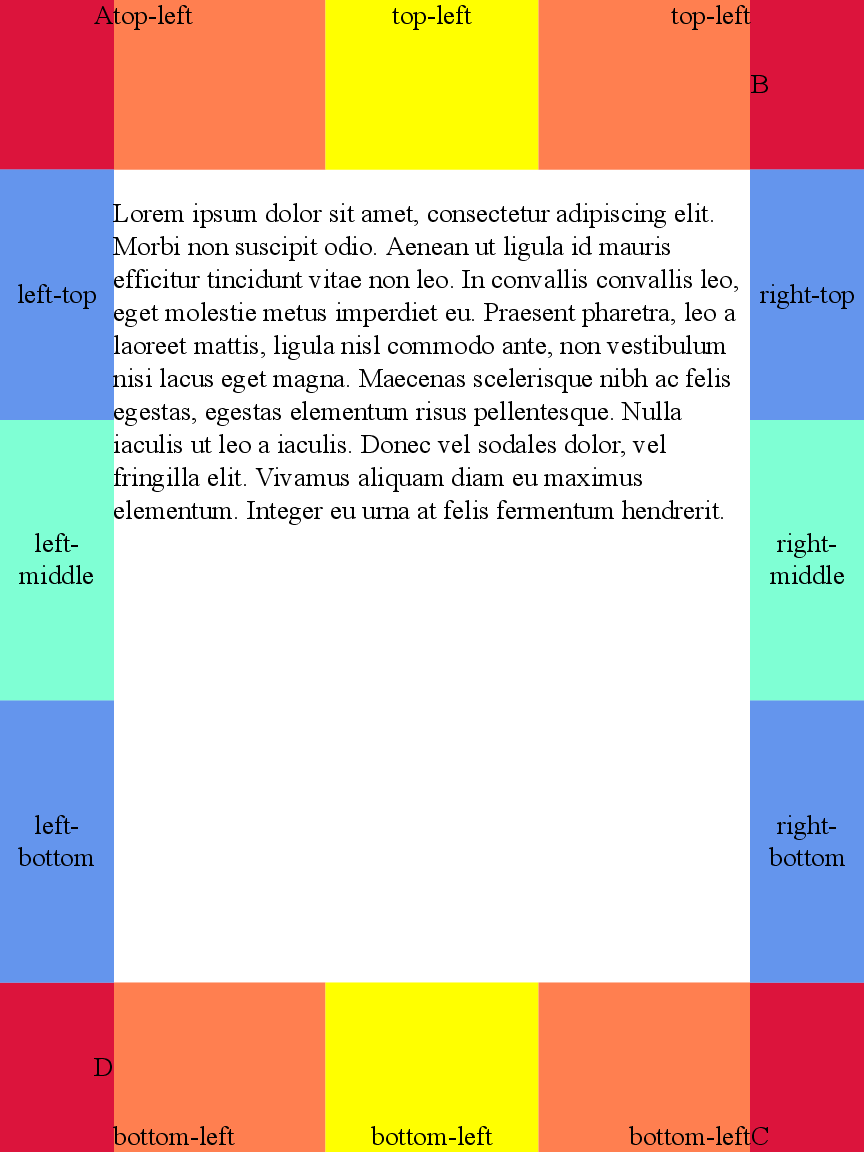 Atop-left top-left top-left
B
Lorem ipsum dolor sit amet, consectetur adipiscing elit.
Morbi non suscipit odio. Aenean ut ligula id mauris
efficitur tincidunt vitae non leo. In convallis convallis leo,
left-top
right-top
eget molestie metus imperdiet eu. Praesent pharetra, leo a
laoreet mattis, ligula nisl commodo ante, non vestibulum
nisi lacus eget magna. Maecenas scelerisque nibh ac felis
egestas, egestas elementum risus pellentesque. Nulla
iaculis ut leo a iaculis. Donec vel sodales dolor, vel
fringilla elit. Vivamus aliquam diam eu maximus
elementum. Integer eu urna at felis fermentum hendrerit.
left-
middle
right-
middle
left-
bottom
right-
bottom
D
bottom-left bottom-left bottom-leftC